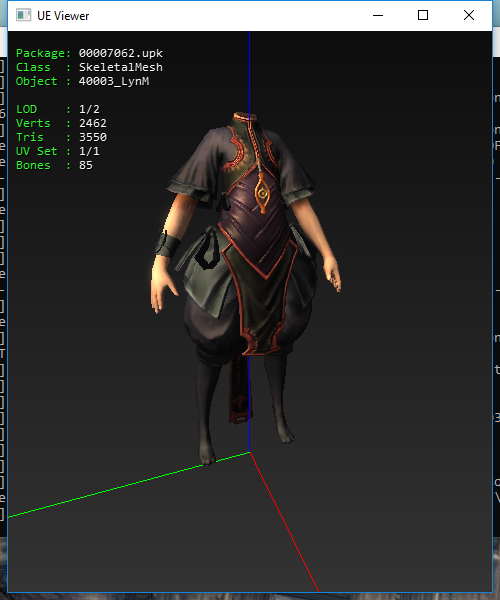 UE Viewer
Package: 00007062.upk
Class  : SkeletalMesh
Object : 40003_LynM
LOD    : 1/2
Verts  : 2462
Tris   : 3550
UV Set : 1/1
Bones  : 85